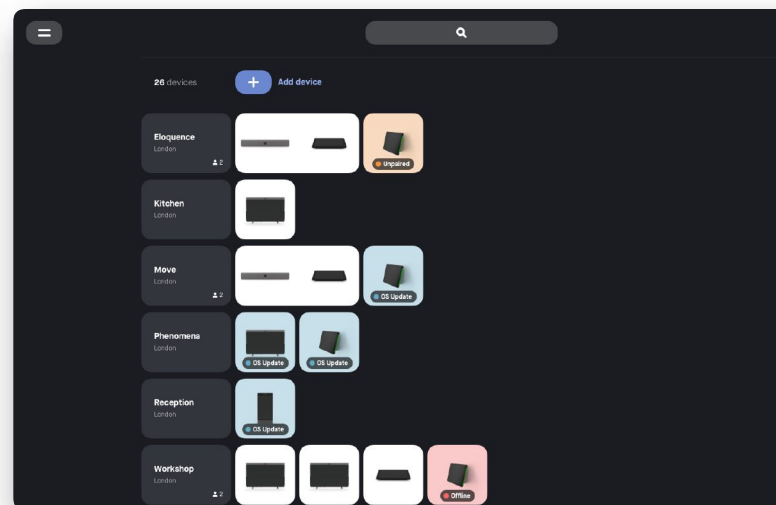 26 devices
Add device
Eloquence
London
2
Unpaired
Kitchen
London
Move
London
2
OS Update
Phenomena
London
OS Update
OS Update
Reception
London
OS Update
Workshop
London
2
Offline